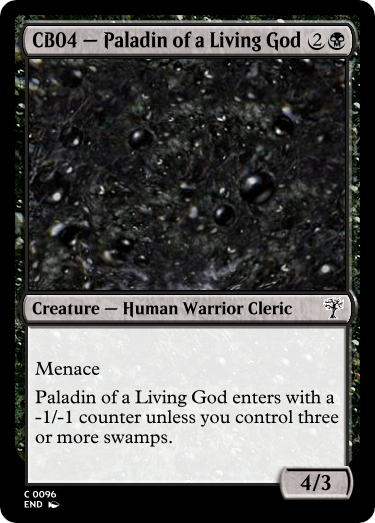 CB04 — Paladin of a Living God 2
Creature — Human Warrior Cleric
Menace
Paladin of a Living God enters with a
-1/-1 counter unless you control three
or more swamps.
4/3
C 0096
END